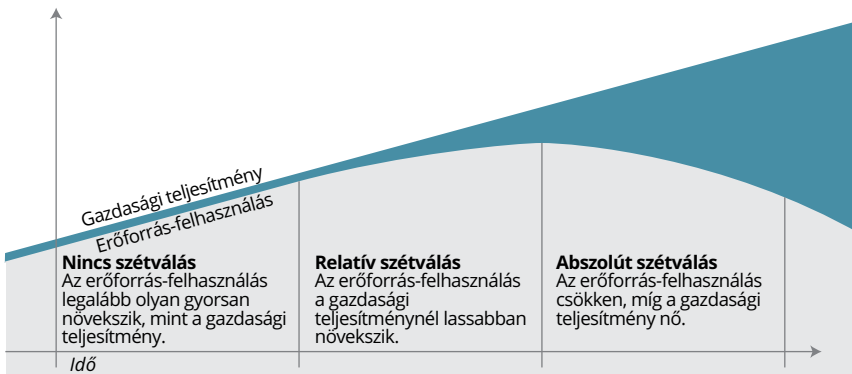 Gazdasági teljesítmény
Erőforrás-felhasználás
Nincs szétválás
Az erőforrás-felhasználás
legalább olyan gyorsan
növekszik, mint a gazdasági
teljesítmény.
Relatív szétválás
Az erőforrás-felhasználás
a gazdasági
teljesítménynél lassabban
növekszik.
Abszolút szétválás
Az erőforrás-felhasználás
csökken, míg a gazdasági
teljesítmény nő.
Idő